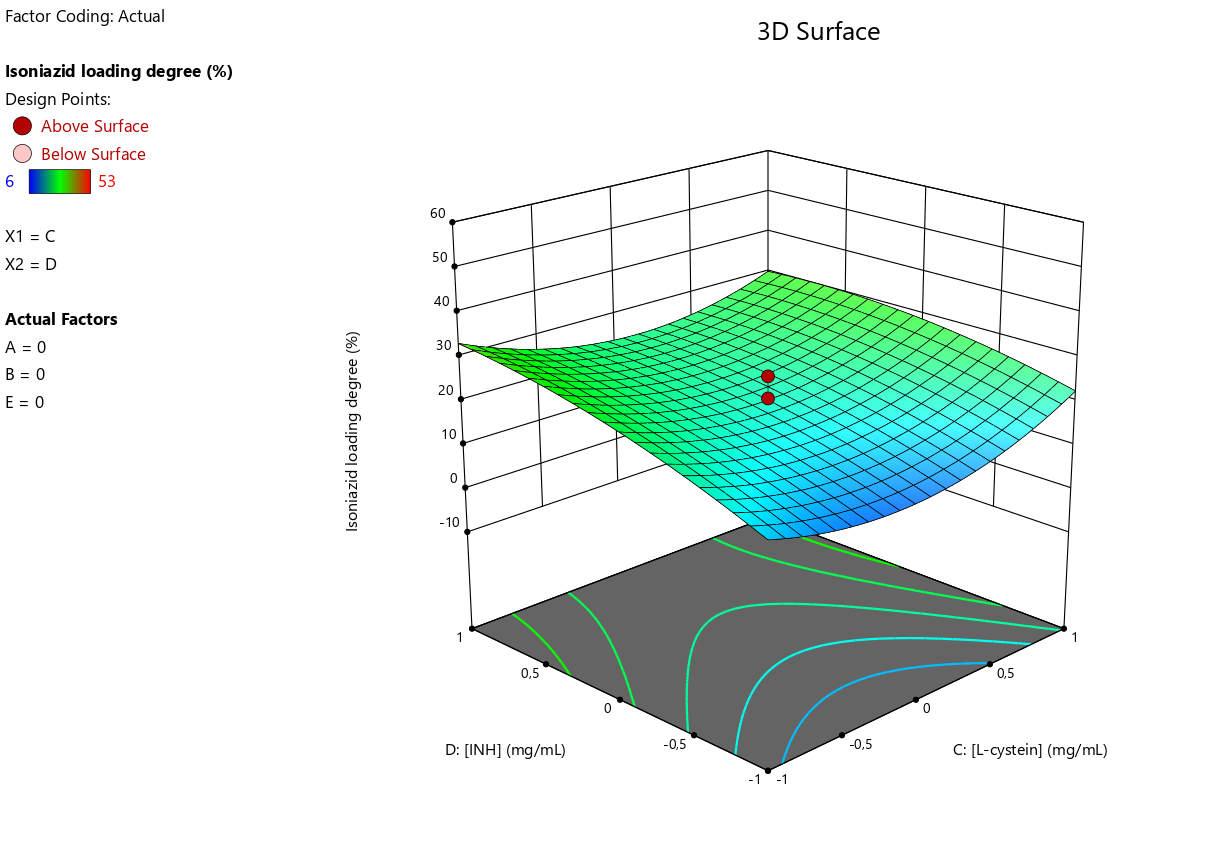 Factor Coding: Actual
3D Surface
Isoniazid loading degree (%)
Design Points:
Above Surface
Below Surface
6 53
X1 = C
X2 = D
Actual Factors
A = 0
B = 0
E = 0
60
50
40
30
20
10
0
-10
Isoniazid loading degree (%)
1
0,5
0
-0,5
-1
D: [INH] (mg/mL)
-1
-0,5
0
0,5
1
C: [L-cystein] (mg/mL)